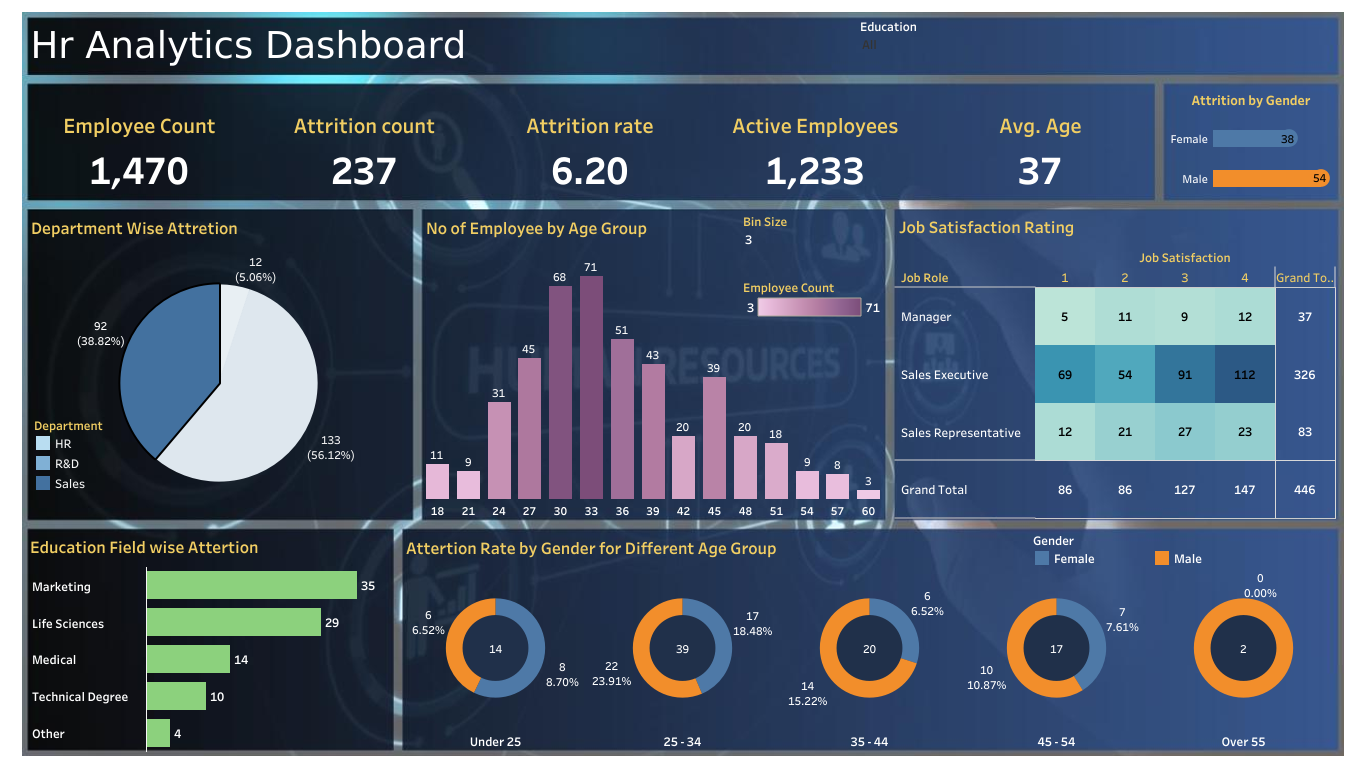 Hr Analytics Dashboard
Education
All
Employee Count
1,470
Attrition count
237
Attrition rate
6.20
Active Employees
1,233
Avg. Age
37
Attrition by Gender
Female 38
Male 54
Department Wise Attretion
12
(5.06%)
92
(38.82%)
133
(56.12%)
Department
HR
R&D
Sales
No of Employee by Age Group
Bin Size
3
Employee Count
3 71
HUMAN RESOURCES
11 9 31 45 68 71 51 43 20 39 20 18 9 8 3
18 21 24 27 30 33 36 39 42 45 48 51 54 57 60
Job Satisfaction Rating
Job Satisfaction
Job Role 1 2 3 4 Grand To..
Manager 5 11 9 12 37
Sales Executive 69 54 91 112 326
Sales Representative 12 21 27 23 83
Grand Total 86 86 127 147 446
Education Field wise Attertion
Marketing 35
Life Sciences 29
Medical 14
Technical Degree 10
Other 4
Attertion Rate by Gender for Different Age Group
Gender
Female
Male
6
6.52%
14
8
8.70%
Under 25
17
18.48%
39
22
23.91%
25 - 34
6
6.52%
20
14
15.22%
35 - 44
7
7.61%
17
10
10.87%
45 - 54
0
0.00%
2
Over 55